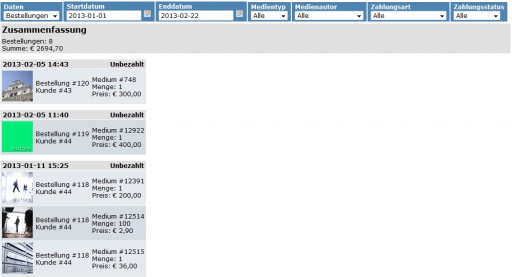 Daten Startdatum Enddatum Medientyp Medienautor Zahlungsart Zahlungsstatus
Bestellungen 2013-01-01 2013-02-22 Alle Alle Alle Alle
Zusammenfassung
Bestellungen: 8
Summe: € 2694,70
2013-02-05 14:43 Unbezahlt
Bestellung #120
Kunde #43
Medium #748
Menge: 1
Preis: € 300,00
2013-02-05 11:40 Unbezahlt
Bestellung #119
Kunde #44
Medium #12922
Menge: 1
Preis: € 400,00
2013-01-11 15:25 Unbezahlt
Bestellung #118
Kunde #44
Medium #12391
Menge: 1
Preis: € 200,00
Bestellung #118
Kunde #44
Medium #12514
Menge: 100
Preis: € 2,90
Bestellung #118
Kunde #44
Medium #12515
Menge: 1
Preis: € 36,00